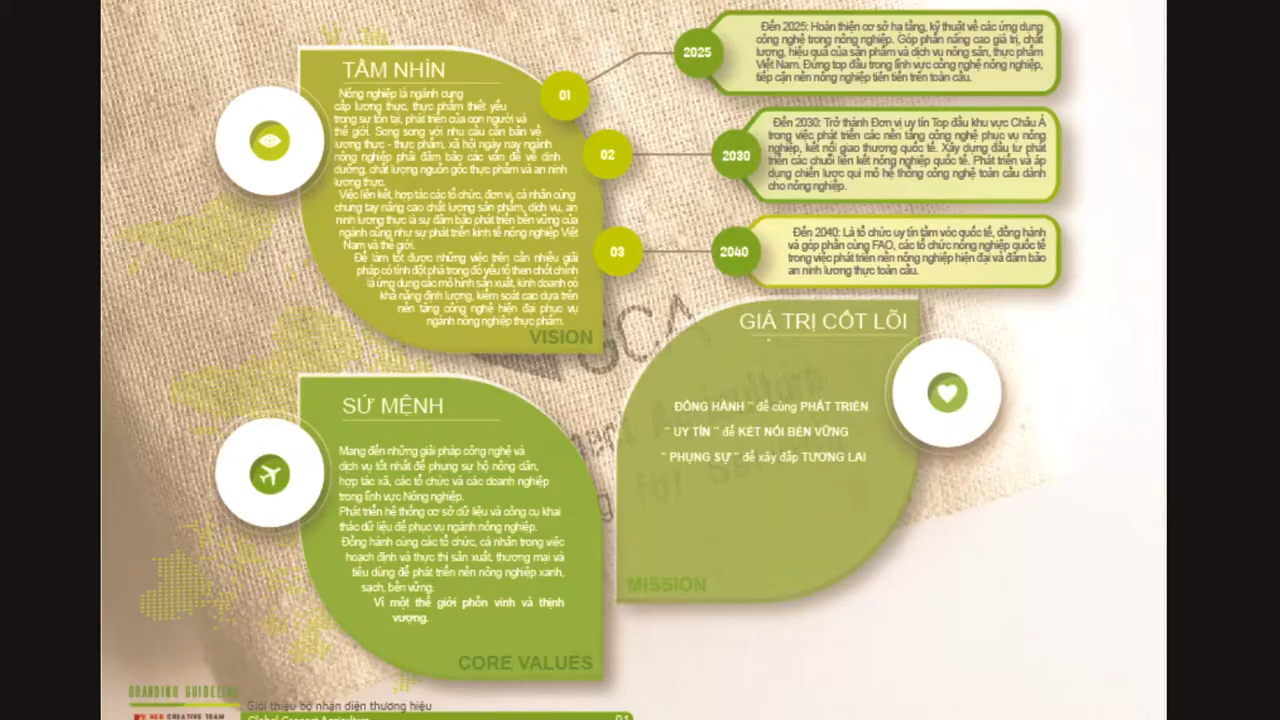 TẦM NHÌN
Nông nghiệp là ngành cung
cấp lương thực, thực phẩm thiết yếu
trong sự tồn tại, phát triển của con người và
thế giới. Song song với nhu cầu căn bản về
lương thực - thực phẩm, xã hội ngày nay ngành
nông nghiệp phải đảm bảo các vấn đề về dinh
dưỡng, chất lượng nguồn gốc thực phẩm và an ninh
lương thực.
Việc liên kết, hợp tác các tổ chức, đơn vị, cá nhân cùng
chung tay nâng cao chất lượng sản phẩm, dịch vụ, an
ninh lương thực là sự đảm bảo phát triển bền vững của
ngành cũng như sự phát triển kinh tế nông nghiệp Việt
Nam và thế giới.
Để làm tốt được những việc trên cần nhiều giải
pháp có tính đột phá trong đó yếu tố then chốt chính
là ứng dụng các mô hình sản xuất, kinh doanh có
khả năng định lượng, kiểm soát cao dựa trên
nền tảng công nghệ hiện đại phục vụ
ngành nông nghiệp thực phẩm.
VISION
01
02
03
2025
Đến 2025: Hoàn thiện cơ sở hạ tầng, kỹ thuật về các ứng dụng
công nghệ trong nông nghiệp. Góp phần nâng cao giá trị, chất
lượng, hiệu quả của sản phẩm và dịch vụ nông sản, thực phẩm
Việt Nam. Đứng top đầu trong lĩnh vực công nghệ nông nghiệp,
tiếp cận nền nông nghiệp tiên tiến trên toàn cầu.
2030
Đến 2030: Trở thành Đơn vị uy tín Top đầu khu vực Châu Á
trong việc phát triển các nền tảng công nghệ phục vụ nông
nghiệp, kết nối giao thương quốc tế. Xây dựng đầu tư phát
triển các chuỗi liên kết nông nghiệp quốc tế. Phát triển và áp
dụng chiến lược qui mô hệ thống công nghệ toàn cầu dành
cho nông nghiệp.
2040
Đến 2040: Là tổ chức uy tín tầm vóc quốc tế, đồng hành
và góp phần cùng FAO, các tổ chức nông nghiệp quốc tế
trong việc phát triển nền nông nghiệp hiện đại và đảm bảo
an ninh lương thực toàn cầu.
GIÁ TRỊ CỐT LÕI
ĐỒNG HÀNH " để cùng PHÁT TRIỂN
" UY TÍN " để KẾT NỐI BỀN VỮNG
" PHỤNG SỰ " để xây đắp TƯƠNG LAI
MISSION
SỨ MỆNH
Mang đến những giải pháp công nghệ và
dịch vụ tốt nhất để phụng sự hộ nông dân,
hợp tác xã, các tổ chức và các doanh nghiệp
trong lĩnh vực Nông nghiệp.
Phát triển hệ thống cơ sở dữ liệu và công cụ khai
thác dữ liệu để phục vụ ngành nông nghiệp.
Đồng hành cùng các tổ chức, cá nhân trong việc
hoạch định và thực thi sản xuất, thương mại và
tiêu dùng để phát triển nền nông nghiệp xanh,
sạch, bền vững.
Vì một thế giới phồn vinh và thịnh
vượng.
CORE VALUES
BRANDING GUIDELINE
RED CREATIVE TEAM
Giới thiệu bộ nhận diện thương hiệu
Global Connect Agriculture
01